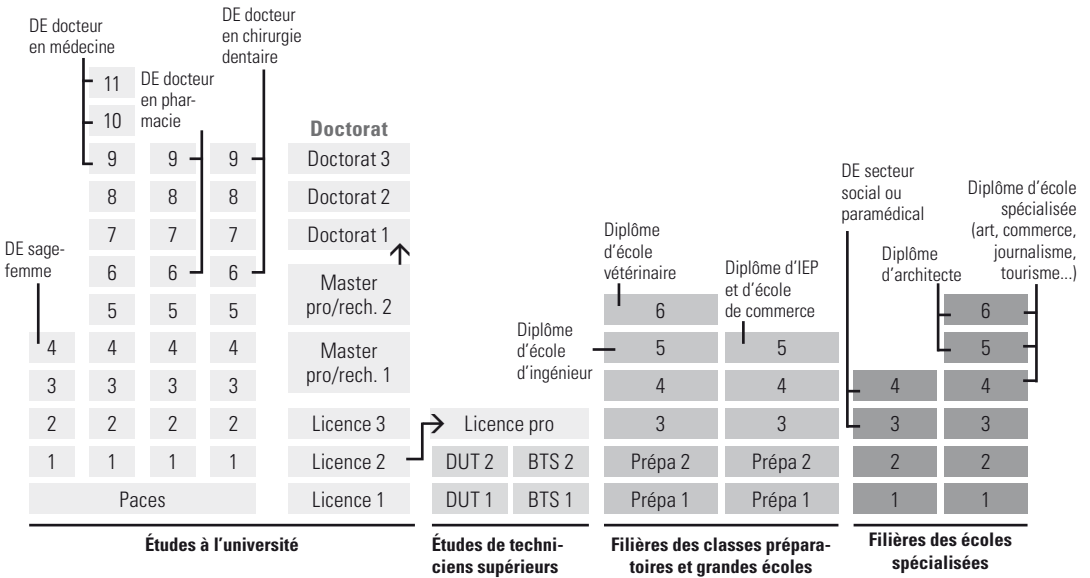 DE docteur
en médecine
DE docteur
en chirurgie
dentaire
DE docteur
en phar-
macie
11
10
Doctorat
9 9 9 Doctorat 3
8 8 8 Doctorat 2
7 7 7 Doctorat 1
DE sage-
femme
6 6 6
Master
pro/rech. 2
5 5 5
4 4 4 4
Master
pro/rech. 1
3 3 3 3
2 2 2 2 Licence 3
1 1 1 1 Licence 2
Paces Licence 1
Études à l'université
Licence pro
DUT 2 BTS 2
DUT 1 BTS 1
Études de techni-
ciens supérieurs
Diplôme
d'école
vétérinaire
Diplôme d'IEP
et d'école
de commerce
Diplôme
d'école
d'ingénieur
6
5 5
4 4
3 3
Prépa 2 Prépa 2
Prépa 1 Prépa 1
Filières des classes prépara-
toires et grandes écoles
DE secteur
social ou
paramédical
Diplôme
d'architecte
Diplôme d'école
spécialisée
(art, commerce,
journalisme,
tourisme...)
6
5
4 4
3 3
2 2
1 1
Filières des écoles
spécialisées